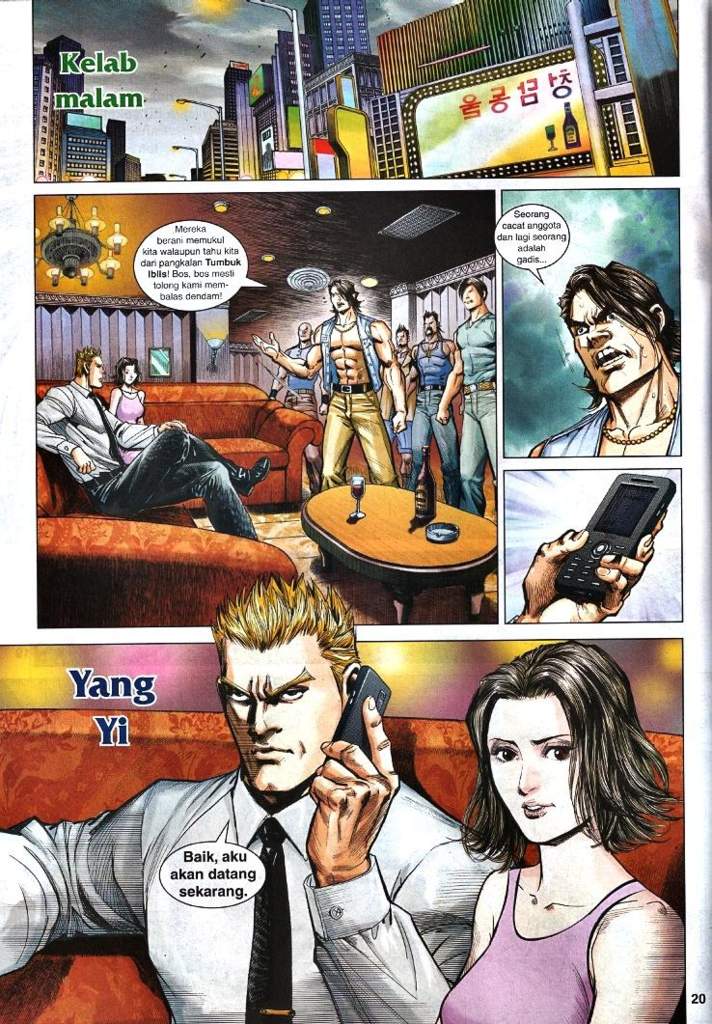 Kelab
malam
Mereka
berani memukul
kita walaupun tahu kita
dari pangkalan Tumbuk
Iblis! Bos, bos mesti
tolong kami mem-
balas dendam!
Seorang
cacat anggota
dan lagi seorang
adalah
gadis...
Yang
Yi
Baik, aku
akan datang
sekarang.
20